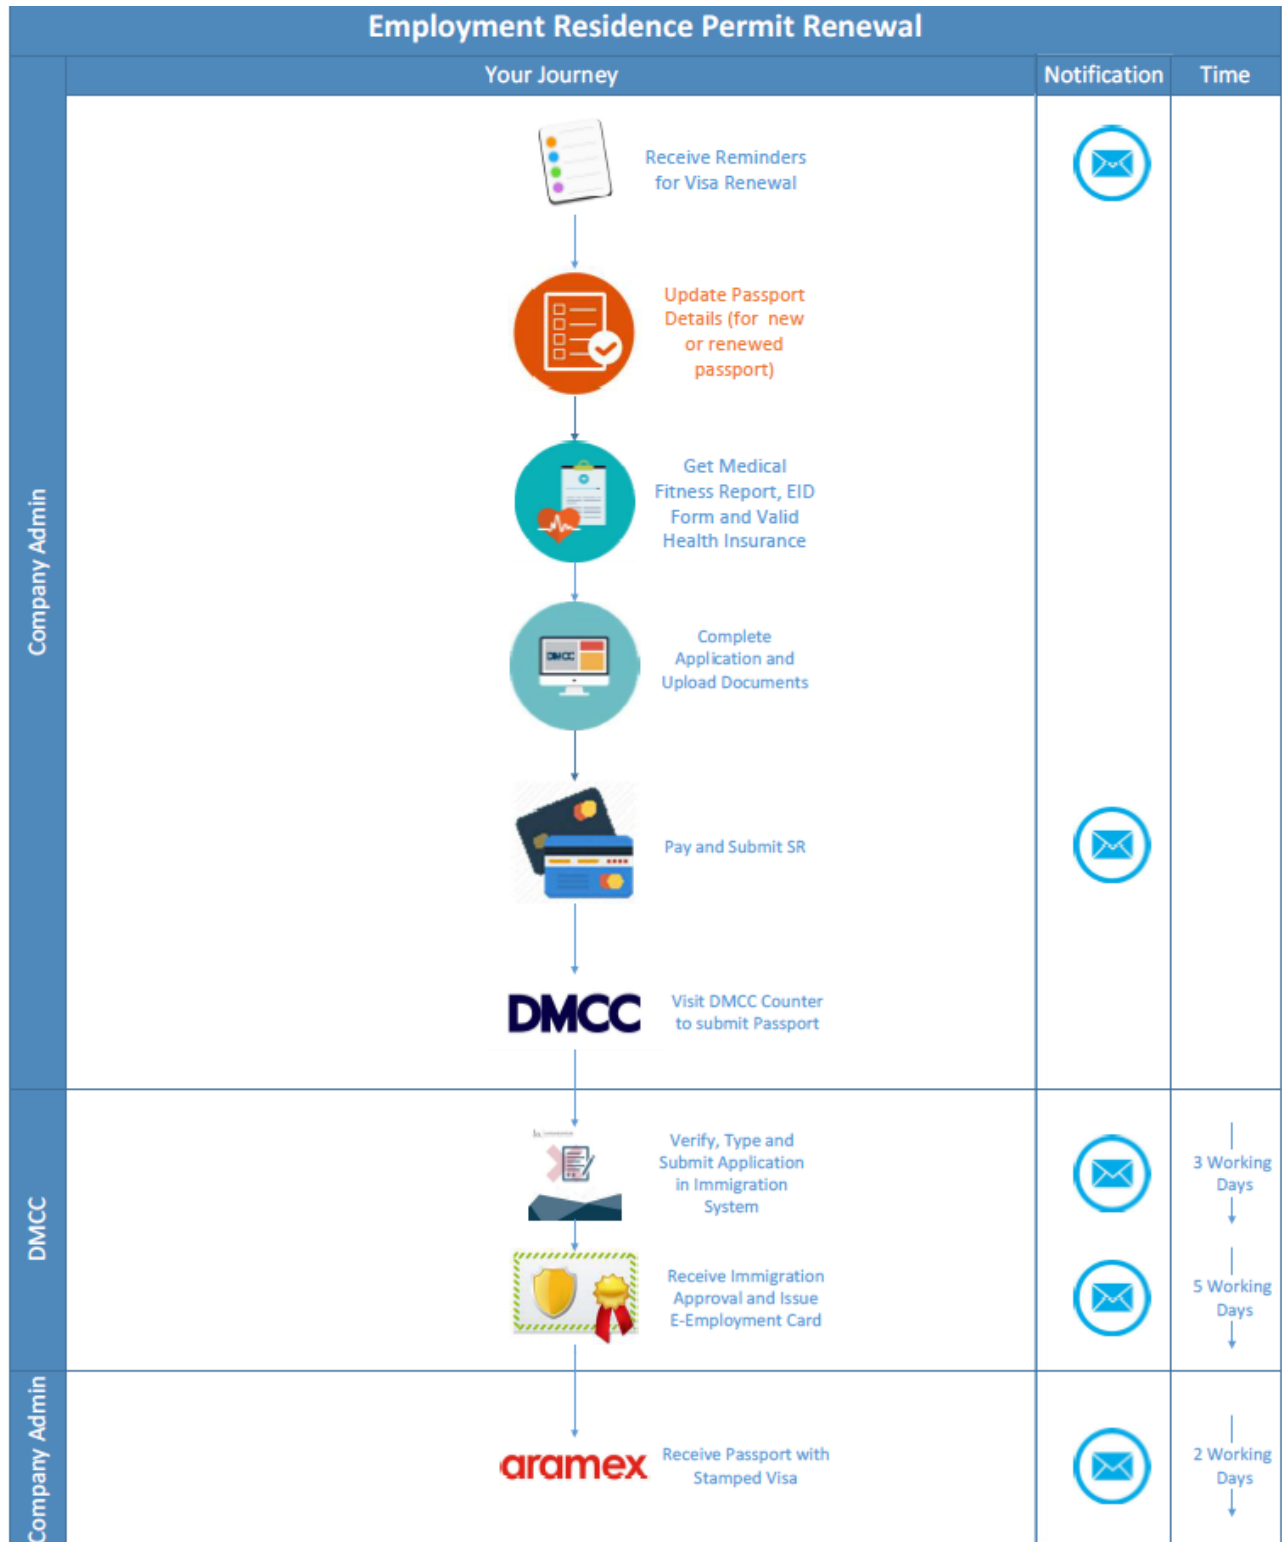 Employment Residence Permit Renewal
Your Journey
Notification
Time
Company Admin
Receive Reminders
for Visa Renewal
Update Passport
Details (for new
or renewed
passport)
Get Medical
Fitness Report, EID
Form and Valid
Health Insurance
DMCC
Complete
Application and
Upload Documents
Pay and Submit SR
DMCC
Visit DMCC Counter
to submit Passport
DMCC
Verify, Type and
Submit Application
in Immigration
System
3 Working
Days
Receive Immigration
Approval and Issue
E-Employment Card
5 Working
Days
Company Admin
aramex
Receive Passport with
Stamped Visa
2 Working
Days